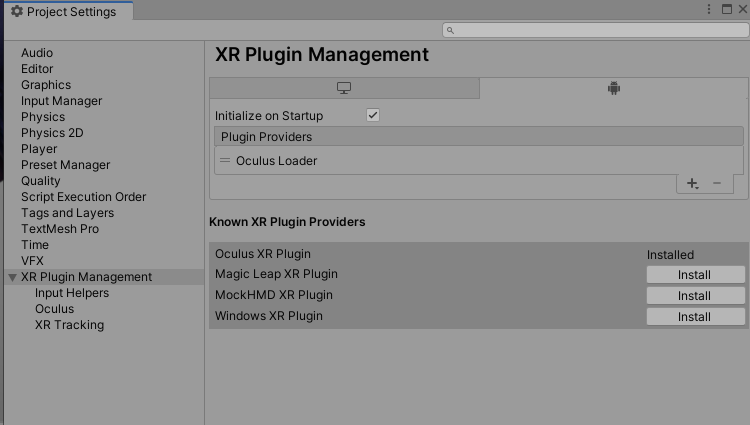 Project Settings
Audio
Editor
Graphics
Input Manager
Physics
Physics 2D
Player
Preset Manager
Quality
Script Execution Order
Tags and Layers
TextMesh Pro
Time
VFX
XR Plugin Management
Input Helpers
Oculus
XR Tracking
XR Plugin Management
Initialize on Startup
Plugin Providers
Oculus Loader
Known XR Plugin Providers
Oculus XR Plugin Installed
Magic Leap XR Plugin Install
MockHMD XR Plugin Install
Windows XR Plugin Install